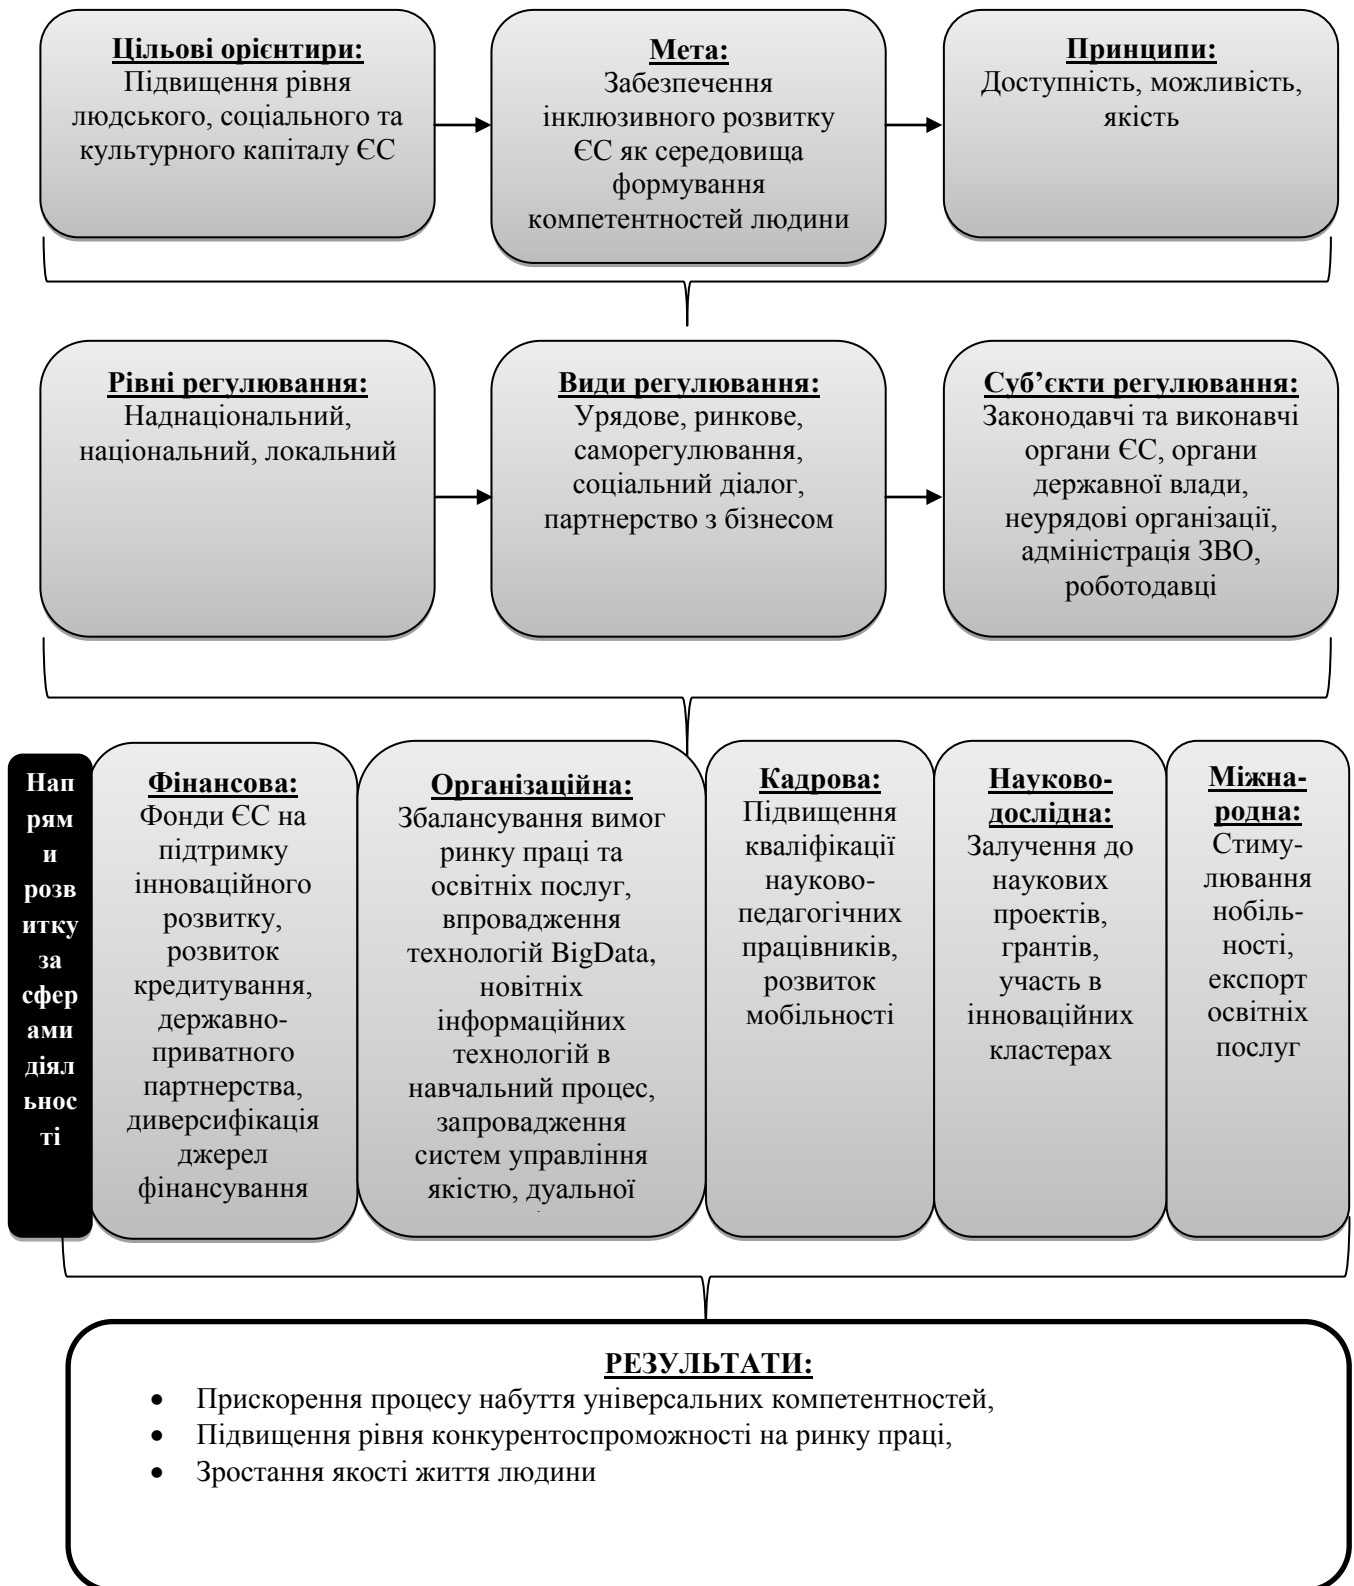 Цільові орієнтири:
Підвищення рівня
людського, соціального та
культурного капіталу ЄС
Мета:
Забезпечення
інклюзивного розвитку
ЄС як середовища
формування
компетентностей людини
Принципи:
Доступність, можливість,
якість
Рівні регулювання:
Наднаціональний,
національний, локальний
Види регулювання:
Урядове, ринкове,
саморегулювання,
соціальний діалог,
партнерство з бізнесом
Суб’єкти регулювання:
Законодавчі та виконавчі
органи ЄС, органи
державної влади,
неурядові організації,
адміністрація ЗВО,
роботодавці
Нап
рям
и
розв
итку
за
сфер
ами
діял
ьнос
ті
Фінансова:
Фонди ЄС на
підтримку
інноваційного
розвитку,
розвиток
кредитування,
державно-
приватного
партнерства,
диверсифікація
джерел
фінансування
Організаційна:
Збалансування вимог
ринку праці та
освітніх послуг,
впровадження
технологій BigData,
новітніх
інформаційних
технологій в
навчальний процес,
запровадження
систем управління
якістю, дуальної
Кадрова:
Підвищення
кваліфікації
науково-
педагогічних
працівників,
розвиток
мобільності
Науково-
дослідна:
Залучення до
наукових
проектів,
грантів,
участь в
інноваційних
кластерах
Міжна-
родна:
Стиму-
лювання
нобіль-
ності,
експорт
освітніх
послуг
РЕЗУЛЬТАТИ:
• Прискорення процесу набуття універсальних компетентностей,
• Підвищення рівня конкурентоспроможності на ринку праці,
• Зростання якості життя людини